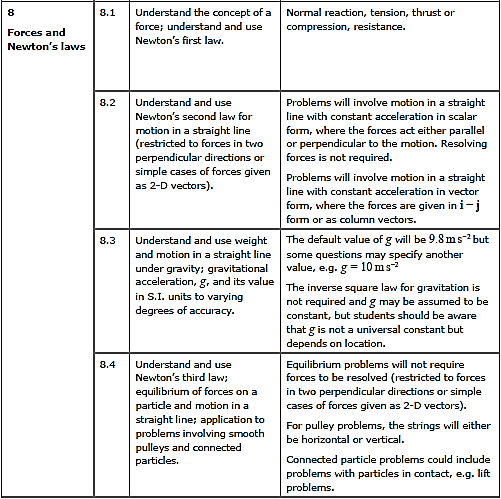 8
Forces and
Newton's laws
8.1
Understand the concept of a
force; understand and use
Newton's first law.
Normal reaction, tension, thrust or
compression, resistance.
8.2
Understand and use
Newton's second law for
motion in a straight line
(restricted to forces in two
perpendicular directions or
simple cases of forces given
as 2-D vectors).
Problems will involve motion in a straight
line with constant acceleration in scalar
form, where the forces act either parallel
or perpendicular to the motion. Resolving
forces is not required.
Problems will involve motion in a straight
line with constant acceleration in vector
form, where the forces are given in i – j
form or as column vectors.
8.3
Understand and use weight
and motion in a straight line
under gravity; gravitational
acceleration, g, and its value
in S.I. units to varying
degrees of accuracy.
The default value of g will be 9.8 m s⁻² but
some questions may specify another
value, e.g. g = 10 m s⁻²
The inverse square law for gravitation is
not required and g may be assumed to be
constant, but students should be aware
that g is not a universal constant but
depends on location.
8.4
Understand and use
Newton's third law;
equilibrium of forces on a
particle and motion in a
straight line; application to
problems involving smooth
pulleys and connected
particles.
Equilibrium problems will not require
forces to be resolved (restricted to forces
in two perpendicular directions or simple
cases of forces given as 2-D vectors).
For pulley problems, the strings will either
be horizontal or vertical.
Connected particle problems could include
problems with particles in contact, e.g. lift
problems.